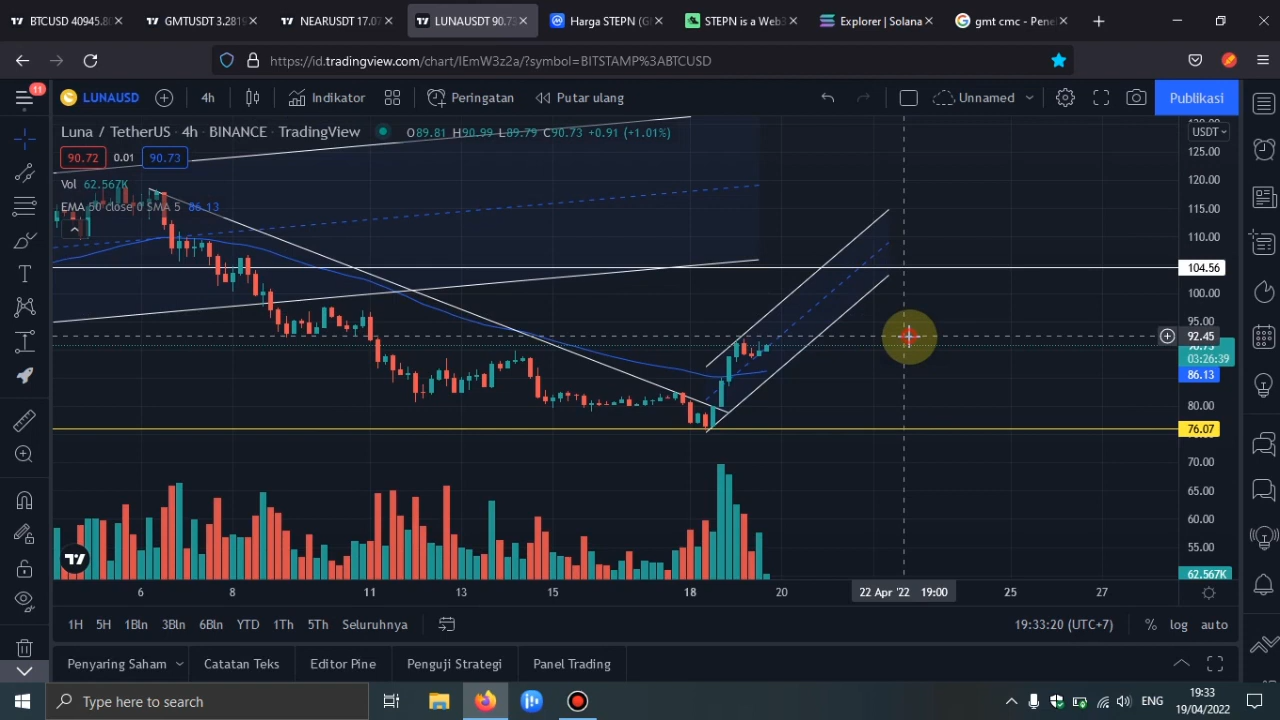 BTCUSD 40945.8
GMTUSDT 3.2819
NEARUSDT 17.07
LUNAUSDT 90.73
Harga STEPN (G
STEPN is a Web3
Explorer | Solana
gmt cmc - Pene
https://id.tradingview.com/chart/IEmW3z2a/?symbol=BITSTAMP%3ABTCUSD
11
LUNAUSD
4h
Indikator
Peringatan
Putar ulang
Unnamed
Publikasi
Luna / TetherUS · 4h · BINANCE · TradingView
O89.81 H90.99 L89.79 C90.73 +0.91 (+1.01%)
USDT
90.72 0.01 90.73
Vol 62.567K
EMA 50 close 0 SMA 5 86.13
125.00
120.00
115.00
110.00
104.56
100.00
95.00
92.45
03:26:39
86.13
80.00
76.07
70.00
65.00
60.00
55.00
62.567K
6 8 11 13 15 18 20 22 Apr '22 19:00 25 27
1H 5H 1Bln 3Bln 6Bln YTD 1Th 5Th Seluruhnya
19:33:20 (UTC+7) % log auto
Penyaring Saham
Catatan Teks
Editor Pine
Penguji Strategi
Panel Trading
Type here to search
ENG
19:33
19/04/2022